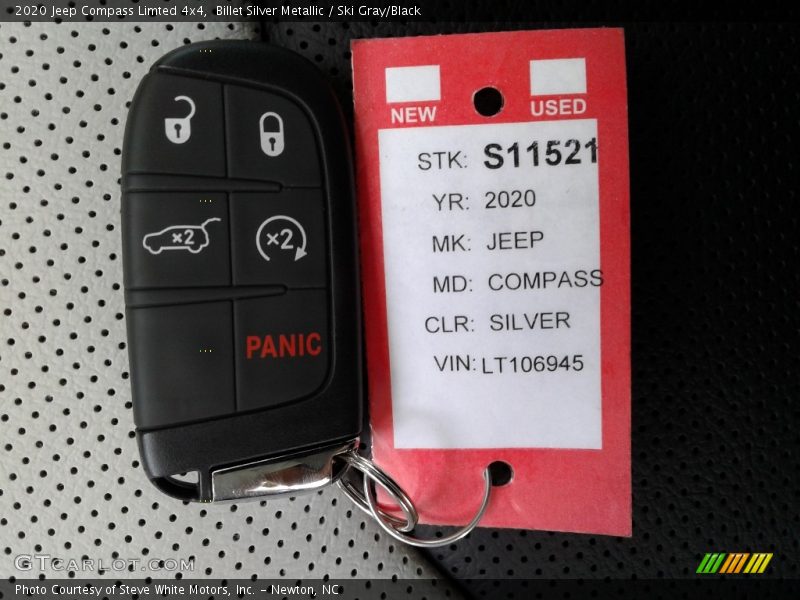 2020 Jeep Compass Limted 4x4,  Billet Silver Metallic / Ski Gray/Black
NEW USED
STK: S11521
YR: 2020
MK: JEEP
MD: COMPASS
CLR: SILVER
VIN: LT106945
×2 ×2
PANIC
GTcarlot.com
Photo Courtesy of Steve White Motors, Inc. – Newton, NC